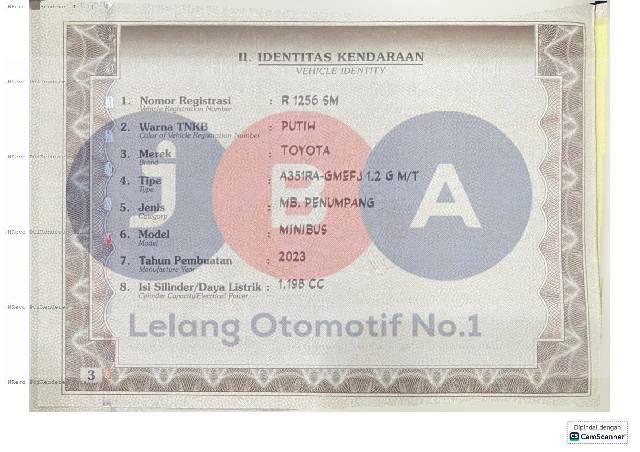 II. IDENTITAS KENDARAAN
VEHICLE IDENTITY
1. Nomor Registrasi : R 1256 SM
Vehicle Registration Number
2. Warna TNKB : PUTIH
Color of Vehicle Registration Number
3. Merek : TOYOTA
Brand
4. Tipe : A351RA-GMEFJ 1.2 G M/T
Type
5. Jenis : MB. PENUMPANG
Category
6. Model : MINIBUS
Model
7. Tahun Pembuatan : 2023
Manufacture Year
8. Isi Silinder/Daya Listrik : 1.198 CC
Cylinder Capacity/Electrical Power
jBA
Lelang Otomotif No.1
3
Dipindai dengan
CamScanner